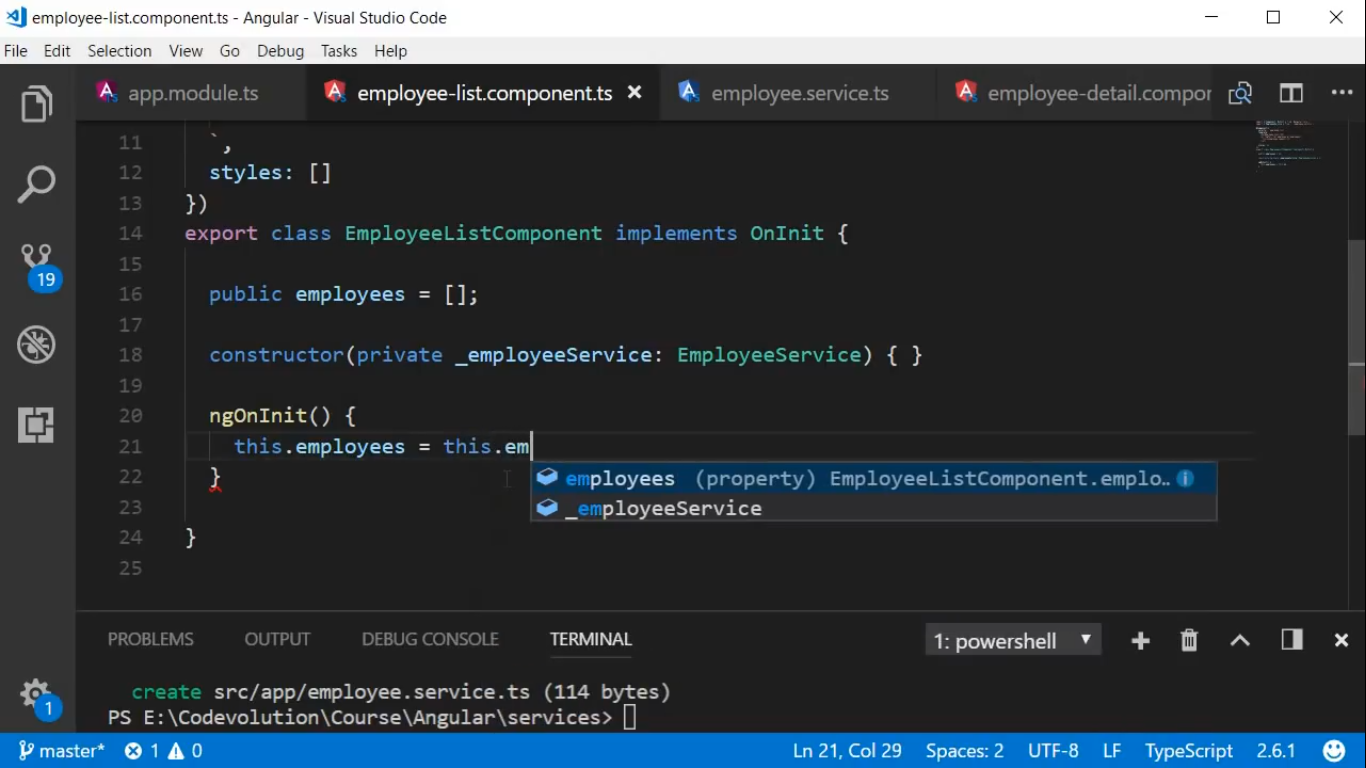 employee-list.component.ts - Angular - Visual Studio Code
File Edit Selection View Go Debug Tasks Help
app.module.ts employee-list.component.ts employee.service.ts employee-detail.compor
11 `,
12 styles: []
13 })
14 export class EmployeeListComponent implements OnInit {
15
16 public employees = [];
17
18 constructor(private _employeeService: EmployeeService) { }
19
20 ngOnInit() {
21 this.employees = this.em
22 }
employees (property) EmployeeListComponent.emplo…
23
_employeeService
24 }
25
19
PROBLEMS OUTPUT DEBUG CONSOLE TERMINAL 1: powershell
create src/app/employee.service.ts (114 bytes)
PS E:\Codevolution\Course\Angular\services>
1
master* 1 0 Ln 21, Col 29 Spaces: 2 UTF-8 LF TypeScript 2.6.1